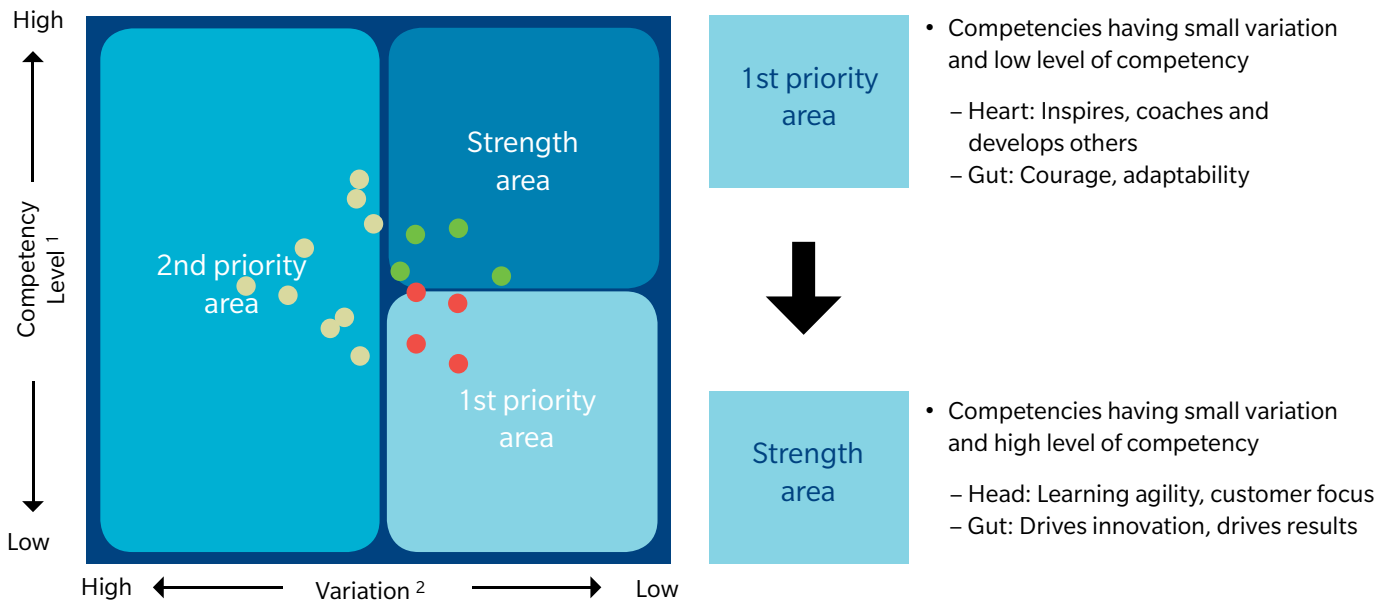 High
Competency
Level 1
Low
High
Variation 2
Low
2nd priority
area
Strength
area
1st priority
area
1st priority
area
• Competencies having small variation
and low level of competency
– Heart: Inspires, coaches and
develops others
– Gut: Courage, adaptability
Strength
area
• Competencies having small variation
and high level of competency
– Head: Learning agility, customer focus
– Gut: Drives innovation, drives results